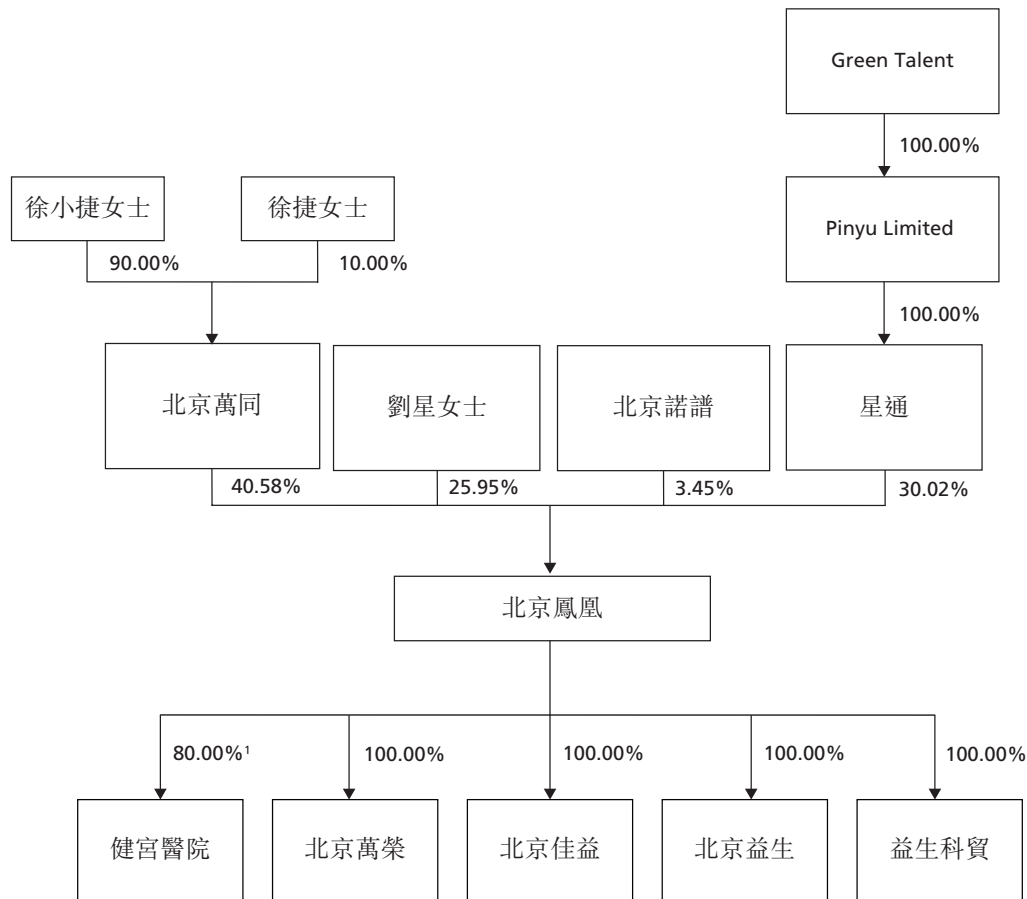 Green Talent
100.00%
徐小捷女士
徐捷女士
Pinyu Limited
90.00%
10.00%
100.00%
北京萬同
劉星女士
北京諾譜
星通
40.58%
25.95%
3.45%
30.02%
北京鳳凰
80.00%¹
100.00%
100.00%
100.00%
100.00%
健宮醫院
北京萬榮
北京佳益
北京益生
益生科貿